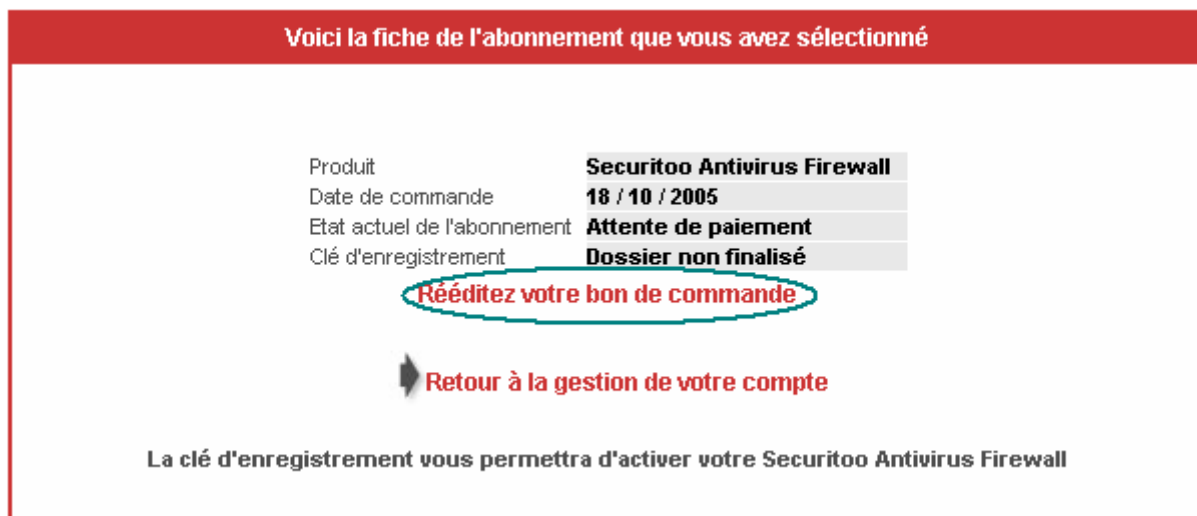 Voici la fiche de l'abonnement que vous avez sélectionné
Produit Securitoo Antivirus Firewall
Date de commande 18 / 10 / 2005
Etat actuel de l'abonnement Attente de paiement
Clé d'enregistrement Dossier non finalisé
Rééditez votre bon de commande
Retour à la gestion de votre compte
La clé d'enregistrement vous permettra d'activer votre Securitoo Antivirus Firewall